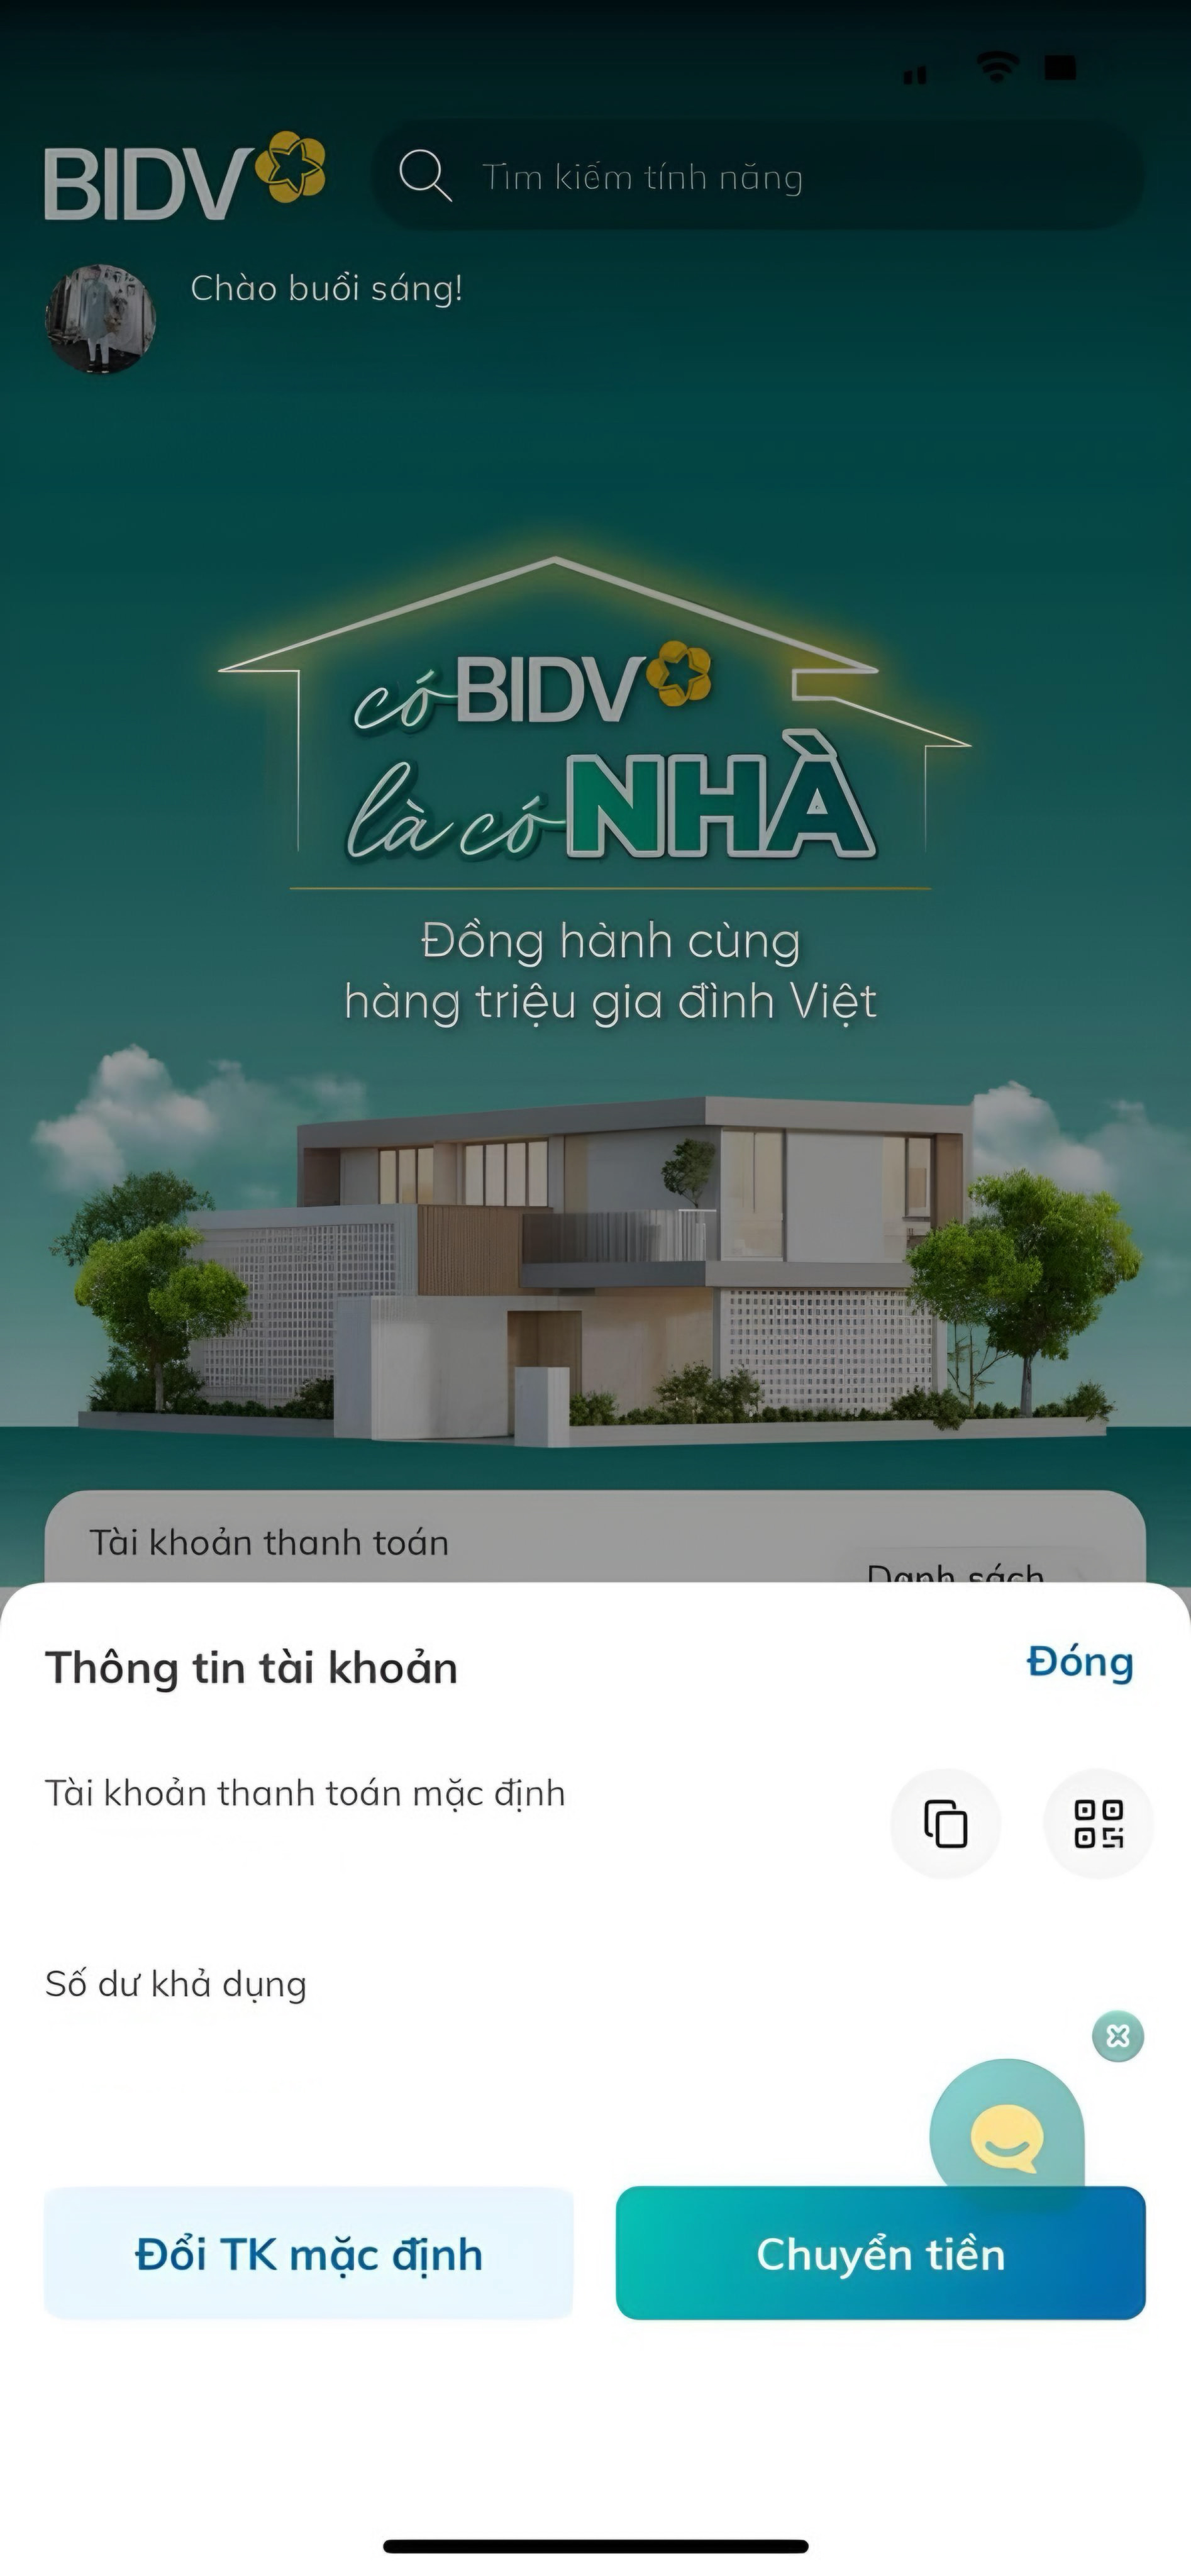 BIDV
Tìm kiếm tính năng
Chào buổi sáng!
có BIDV
là có NHÀ
Đồng hành cùng
hàng triệu gia đình Việt
Tài khoản thanh toán
Danh sách
Thông tin tài khoản
Đóng
Tài khoản thanh toán mặc định
Số dư khả dụng
Đổi TK mặc định
Chuyển tiền